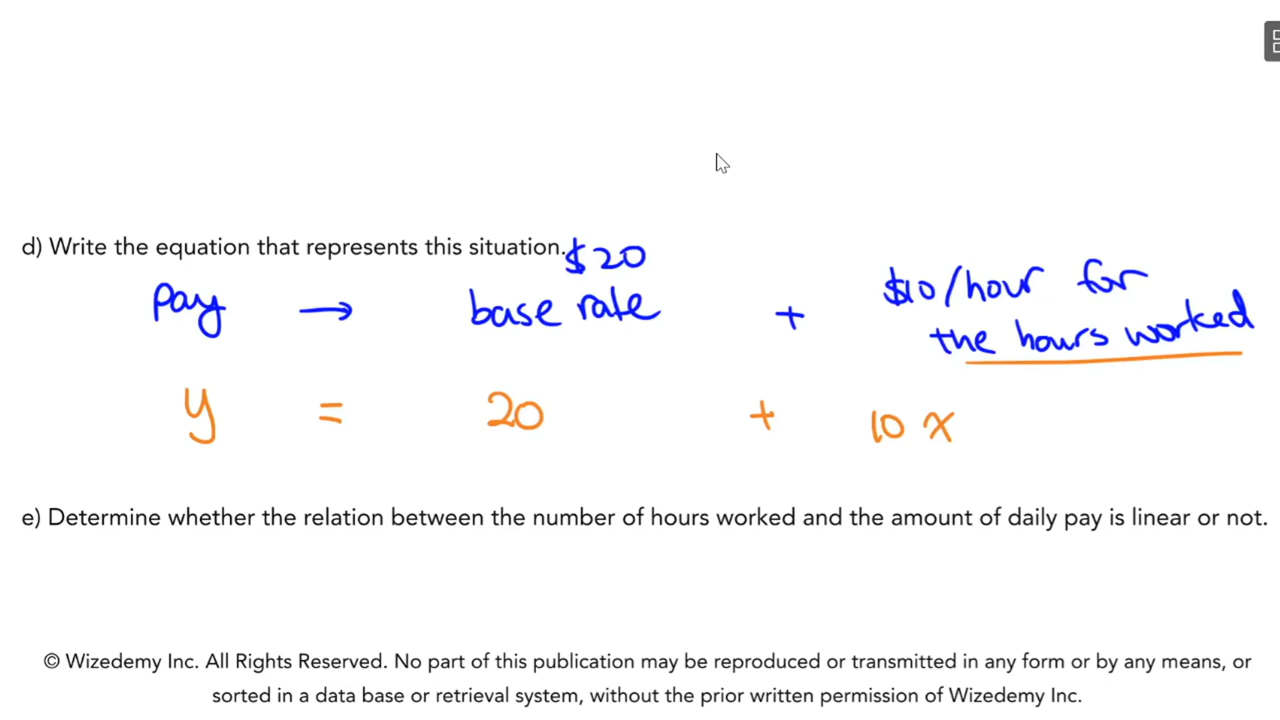 d) Write the equation that represents this situation. $20
pay → base rate + $10/hour for
the hours worked
y = 20 + 10x
e) Determine whether the relation between the number of hours worked and the amount of daily pay is linear or not.
© Wizedemy Inc. All Rights Reserved. No part of this publication may be reproduced or transmitted in any form or by any means, or
sorted in a data base or retrieval system, without the prior written permission of Wizedemy Inc.